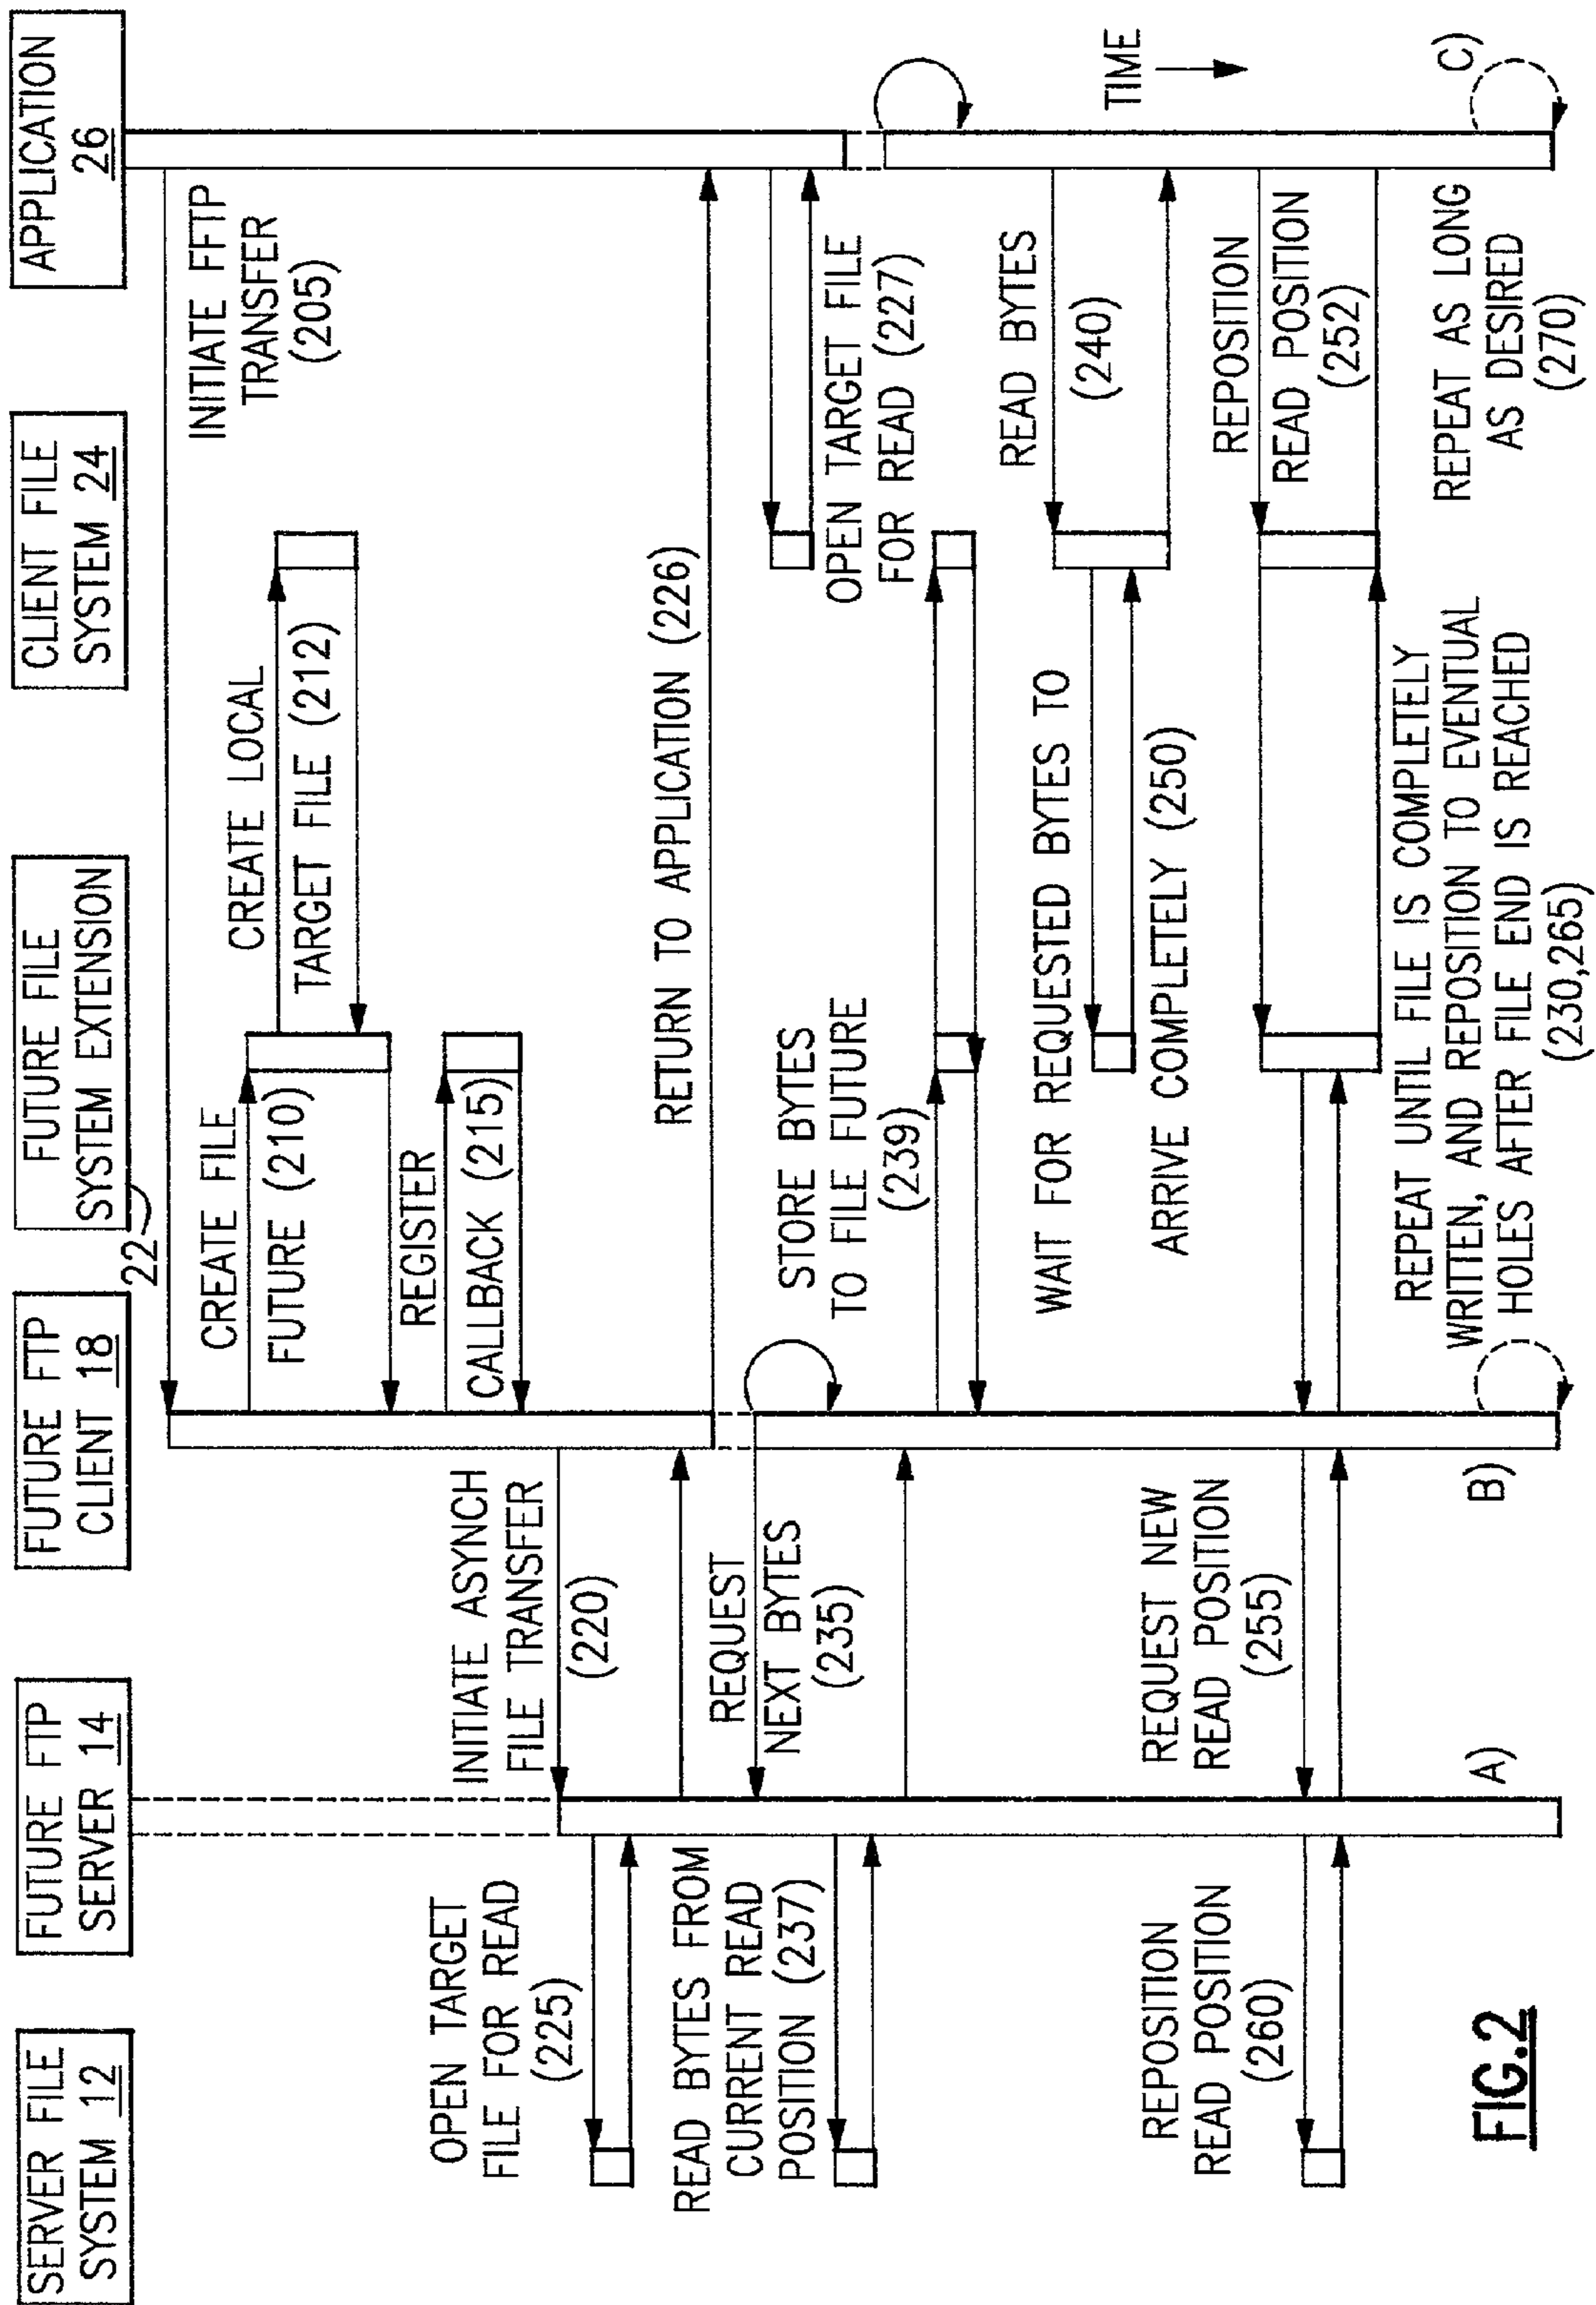 SERVER FILE
SYSTEM 12
FUTURE FTP
SERVER 14
FUTURE FTP
CLIENT 18
FUTURE FILE
SYSTEM EXTENSION
22
CLIENT FILE
SYSTEM 24
APPLICATION
26
INITIATE FFTP
TRANSFER
(205)
CREATE FILE
FUTURE (210)
CREATE LOCAL
TARGET FILE (212)
REGISTER
CALLBACK (215)
INITIATE ASYNCH
FILE TRANSFER
(220)
OPEN TARGET
FILE FOR READ
(225)
RETURN TO APPLICATION (226)
OPEN TARGET FILE
FOR READ (227)
REQUEST
NEXT BYTES
(235)
READ BYTES FROM
CURRENT READ
POSITION (237)
STORE BYTES
TO FILE FUTURE
(239)
READ BYTES
(240)
WAIT FOR REQUESTED BYTES TO
ARRIVE COMPLETELY (250)
TIME
REPOSITION
READ POSITION
(252)
REQUEST NEW
READ POSITION
(255)
REPOSITION
READ POSITION
(260)
REPEAT UNTIL FILE IS COMPLETELY
WRITTEN, AND REPOSITION TO EVENTUAL
HOLES AFTER FILE END IS REACHED
(230,265)
REPEAT AS LONG
AS DESIRED
(270)
A)
B)
C)
FIG.2